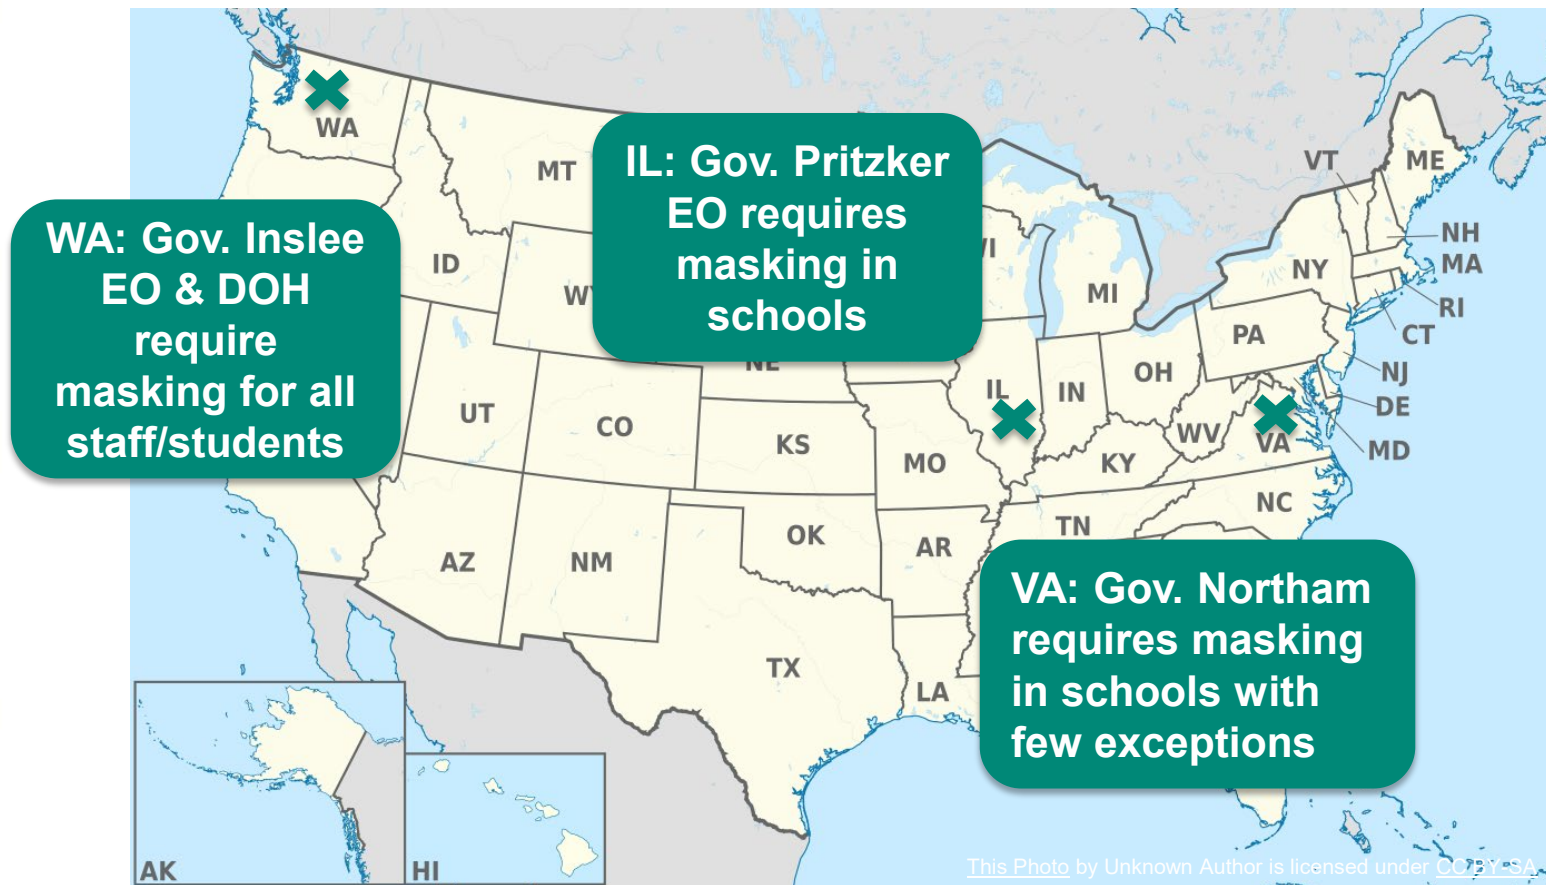 WA
MT
IL: Gov. Pritzker
EO requires
masking in
schools
VT
ME
WA: Gov. Inslee
EO & DOH
require
masking for all
staff/students
ID
NH
MA
NY
MI
RI
CT
PA
NJ
DE
MD
OH
IN
IL
UT
CO
KS
MO
KY
WV
VA
NC
TN
OK
AR
AZ
NM
VA: Gov. Northam
requires masking
in schools with
few exceptions
TX
LA
AK
HI
This Photo by Unknown Author is licensed under CC BY-SA